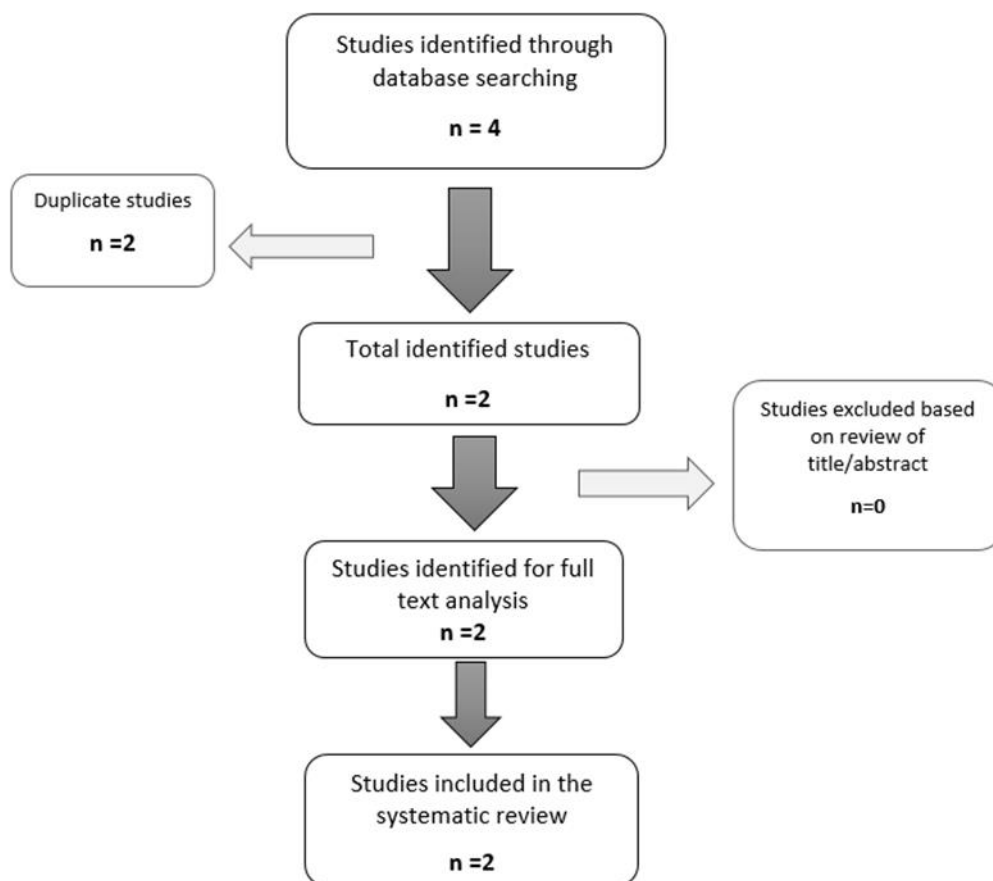 Studies identified through
database searching
n = 4
Duplicate studies
n =2
Total identified studies
n =2
Studies excluded based
on review of
title/abstract
n=0
Studies identified for full
text analysis
n =2
Studies included in the
systematic review
n =2